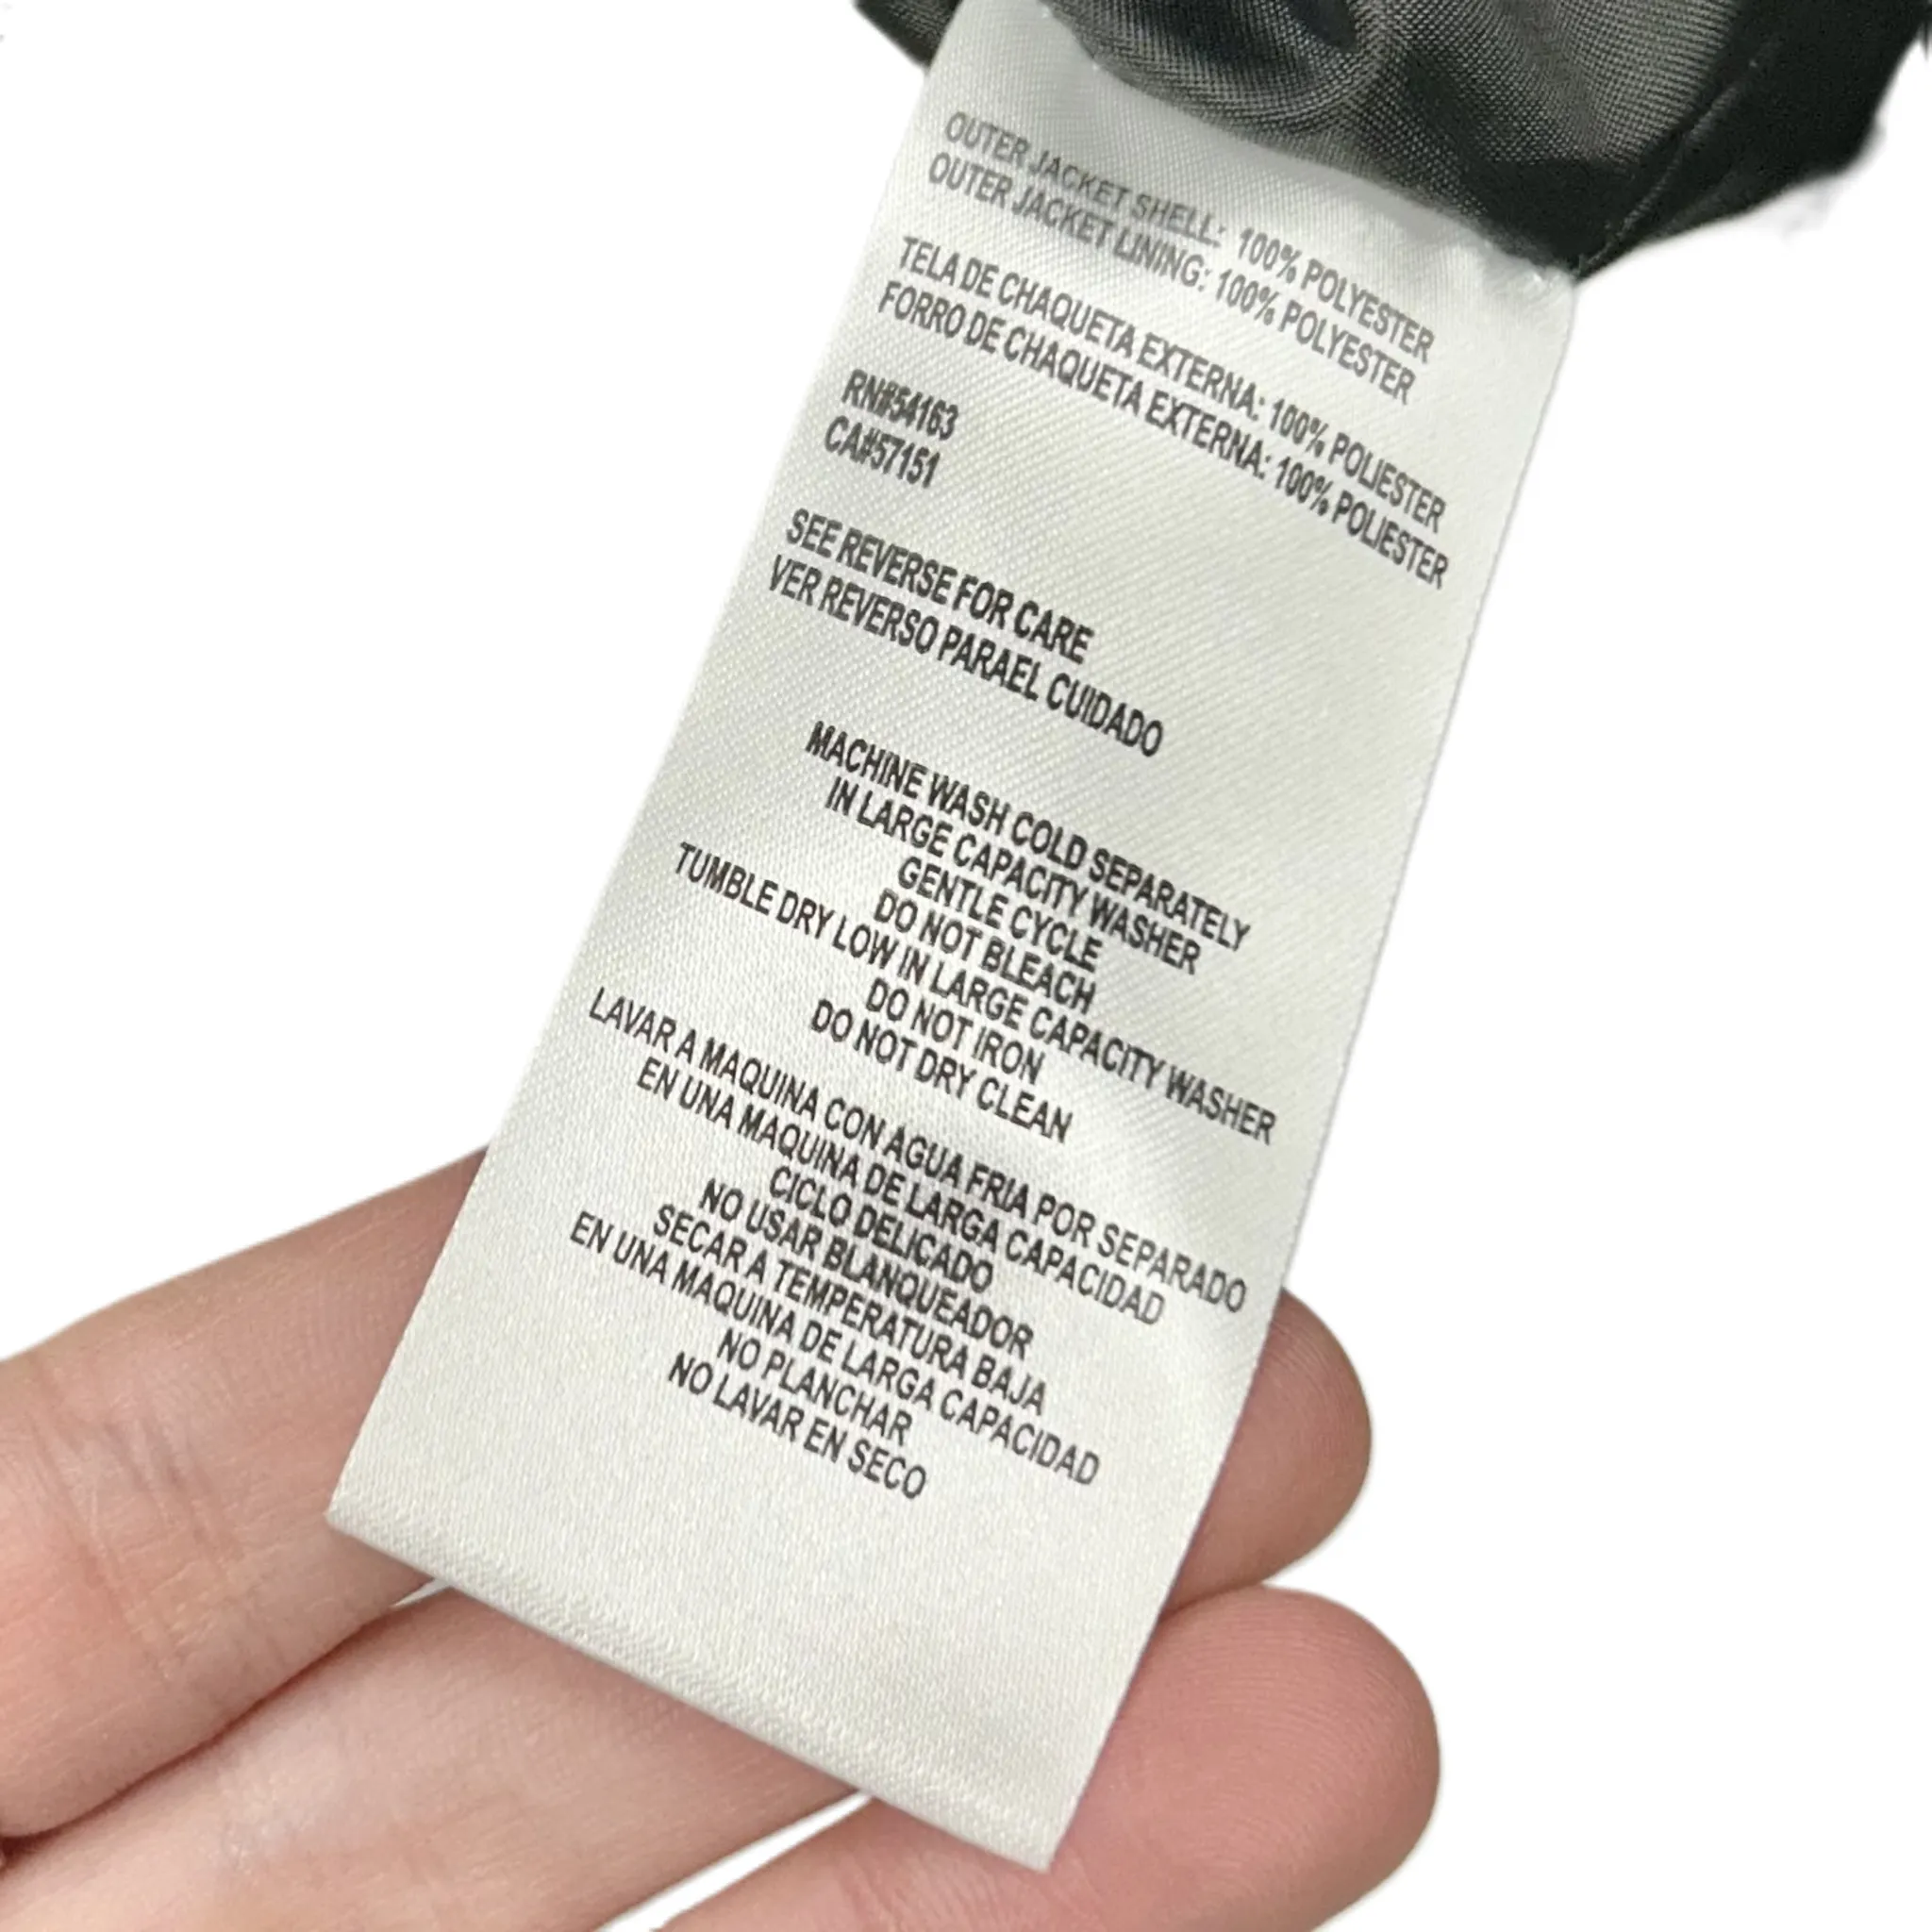 OUTER JACKET SHELL: 100% POLYESTER
OUTER JACKET LINING: 100% POLYESTER
TELA DE CHAQUETA EXTERNA: 100% POLIESTER
FORRO DE CHAQUETA EXTERNA: 100% POLIESTER
RN#54163
CA#57151
SEE REVERSE FOR CARE
VER REVERSO PARAEL CUIDADO
MACHINE WASH COLD SEPARATELY
IN LARGE CAPACITY WASHER
GENTLE CYCLE
DO NOT BLEACH
TUMBLE DRY LOW IN LARGE CAPACITY WASHER
DO NOT IRON
DO NOT DRY CLEAN
LAVAR A MAQUINA CON AGUA FRIA POR SEPARADO
EN UNA MAQUINA DE LARGA CAPACIDAD
CICLO DELICADO
NO USAR BLANQUEADOR
SECAR A TEMPERATURA BAJA
EN UNA MAQUINA DE LARGA CAPACIDAD
NO PLANCHAR
NO LAVAR EN SECO